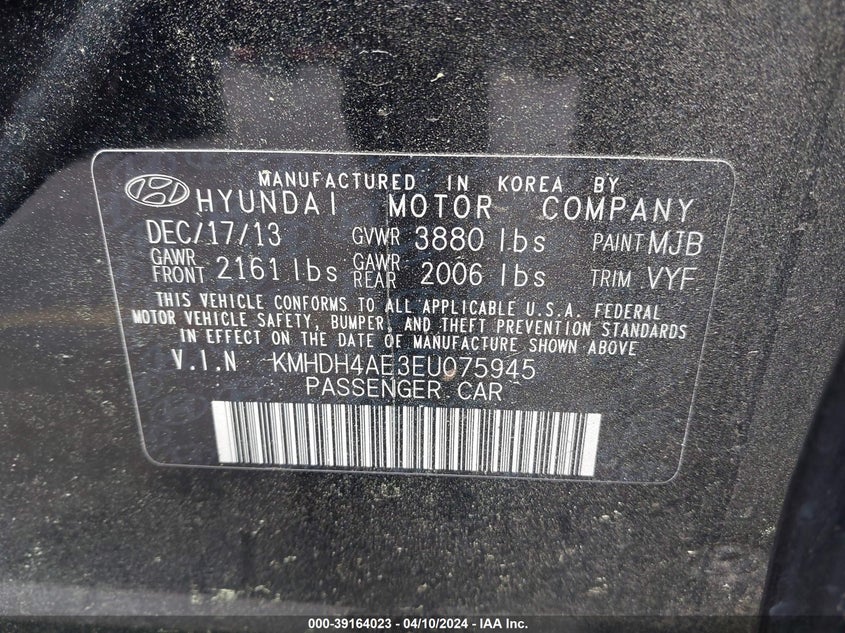 MANUFACTURED IN KOREA BY
HYUNDAI MOTOR COMPANY
DEC/17/13 GVWR 3880 lbs PAINT MJB
GAWR FRONT 2161 lbs GAWR REAR 2006 lbs TRIM VYF
THIS VEHICLE CONFORMS TO ALL APPLICABLE U.S.A. FEDERAL
MOTOR VEHICLE SAFETY, BUMPER, AND THEFT PREVENTION STANDARDS
IN EFFECT ON THE DATE OF MANUFACTURE SHOWN ABOVE
V.I.N KMHDH4AE3EU075945
PASSENGER CAR
000-39164023 - 04/10/2024 - IAA Inc.